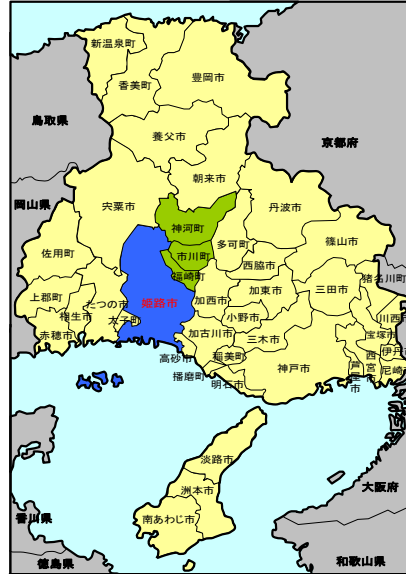 新温泉町
香美町
豊岡市
鳥取県
養父市
京都府
朝来市
岡山県
宍粟市
丹波市
神河町
多可町
篠山市
佐用町
市川町
西脇市
猪名川町
福崎町
上郡町
たつの市
姫路市
加西市
加東市
三田市
相生市
太子町
小野市
川西市
赤穂市
加古川市
三木市
宝塚市
高砂市
稲美町
神戸市
芦屋市
西宮市
伊丹市
尼崎市
播磨町
明石市
淡路市
洲本市
大阪府
南あわじ市
香川県
徳島県
和歌山県